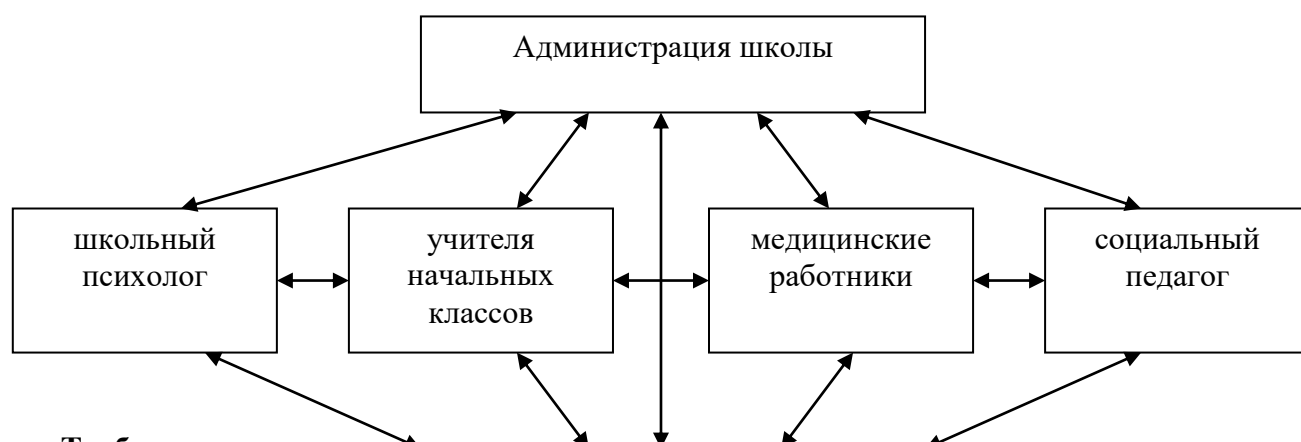 Администрация школы
школьный
психолог
учителя
начальных
классов
медицинские
работники
социальный
педагог